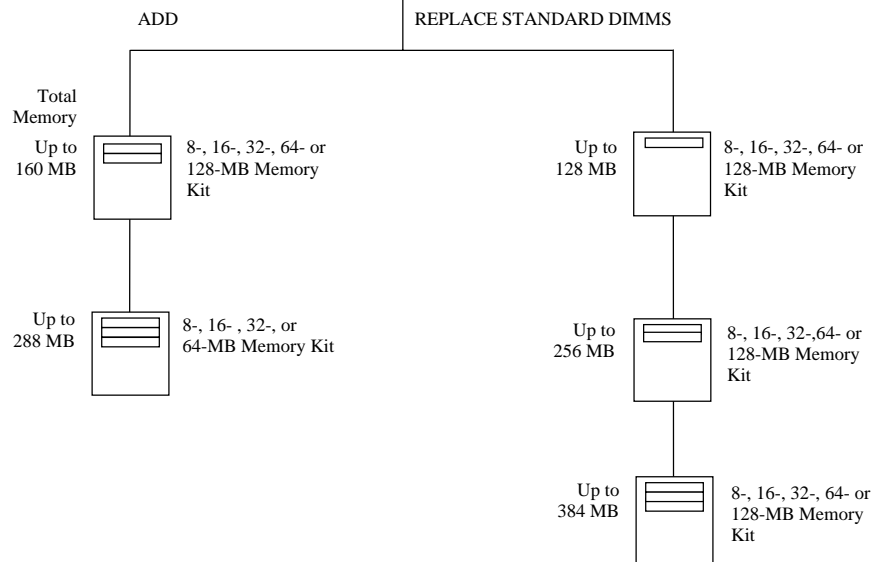 ADD
REPLACE STANDARD DIMMS
Total
Memory
Up to
160 MB
8-, 16-, 32-, 64- or
128-MB Memory
Kit
Up to
128 MB
8-, 16-, 32-, 64- or
128-MB Memory
Kit
Up to
288 MB
8-, 16- , 32-, or
64-MB Memory Kit
Up to
256 MB
8-, 16-, 32-,64- or
128-MB Memory
Kit
Up to
384 MB
8-, 16-, 32-, 64- or
128-MB Memory
Kit